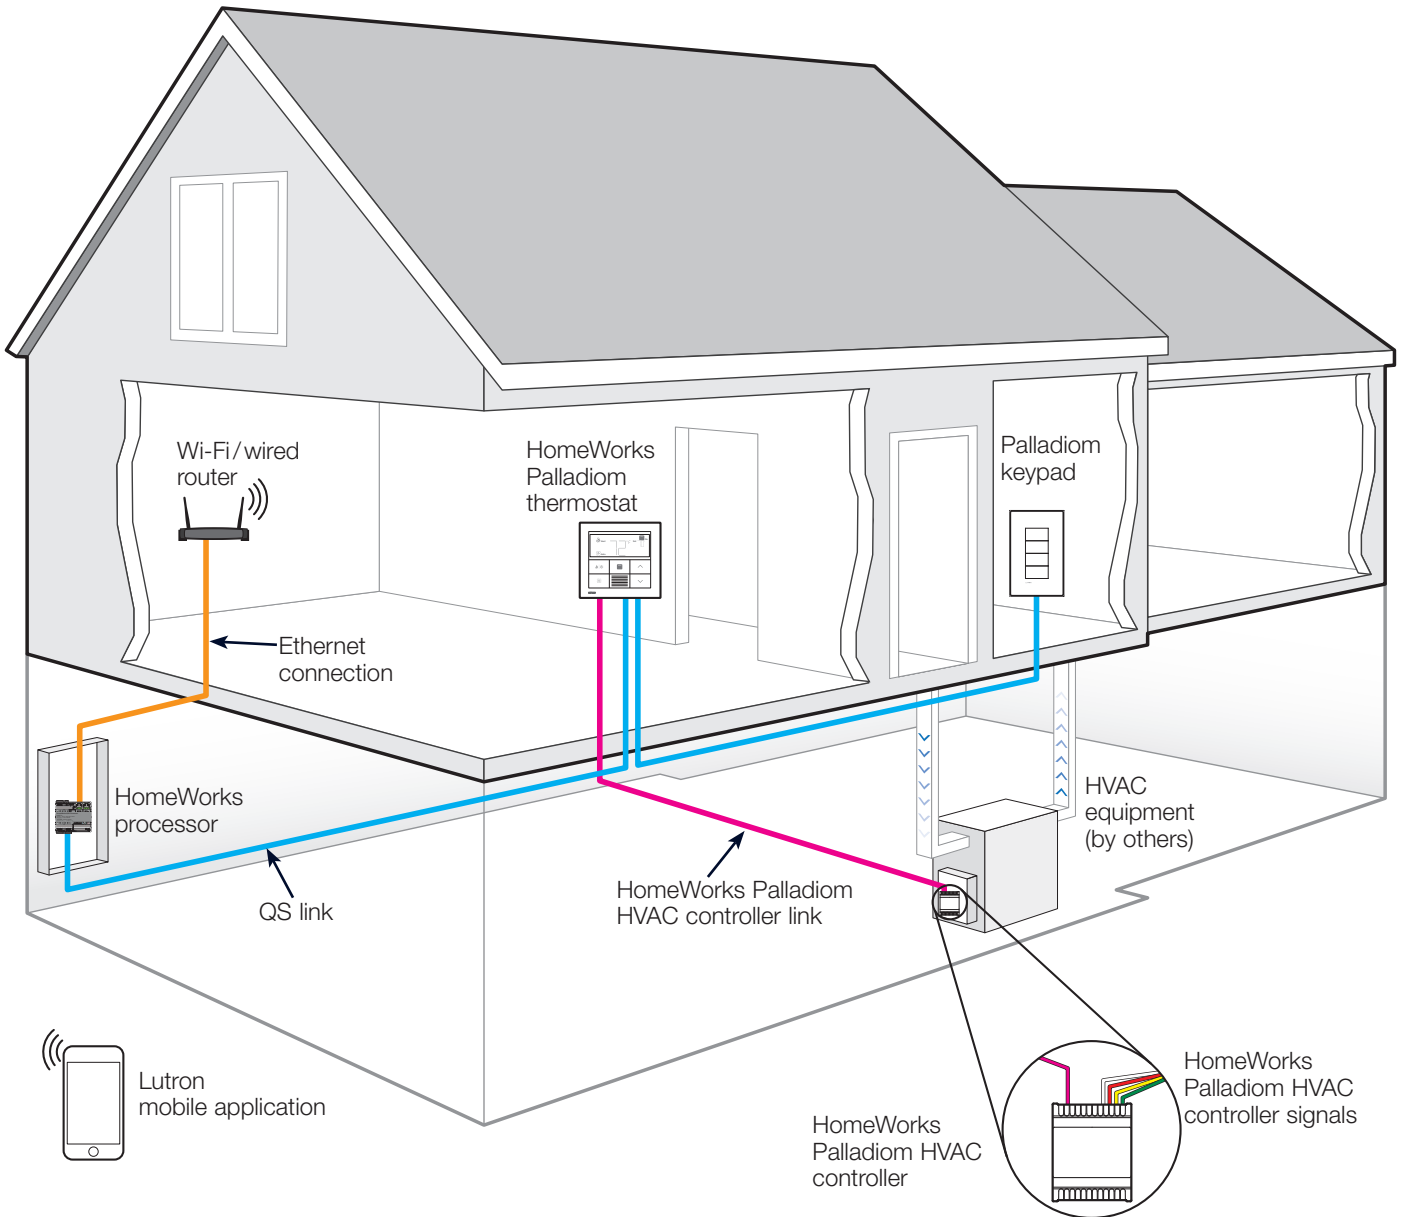 Wi-Fi/wired
router
HomeWorks
Palladiom
thermostat
Palladiom
keypad
Ethernet
connection
HomeWorks
processor
HVAC
equipment
(by others)
QS link
HomeWorks Palladiom
HVAC controller link
Lutron
mobile application
HomeWorks
Palladiom HVAC
controller signals
HomeWorks
Palladiom HVAC
controller